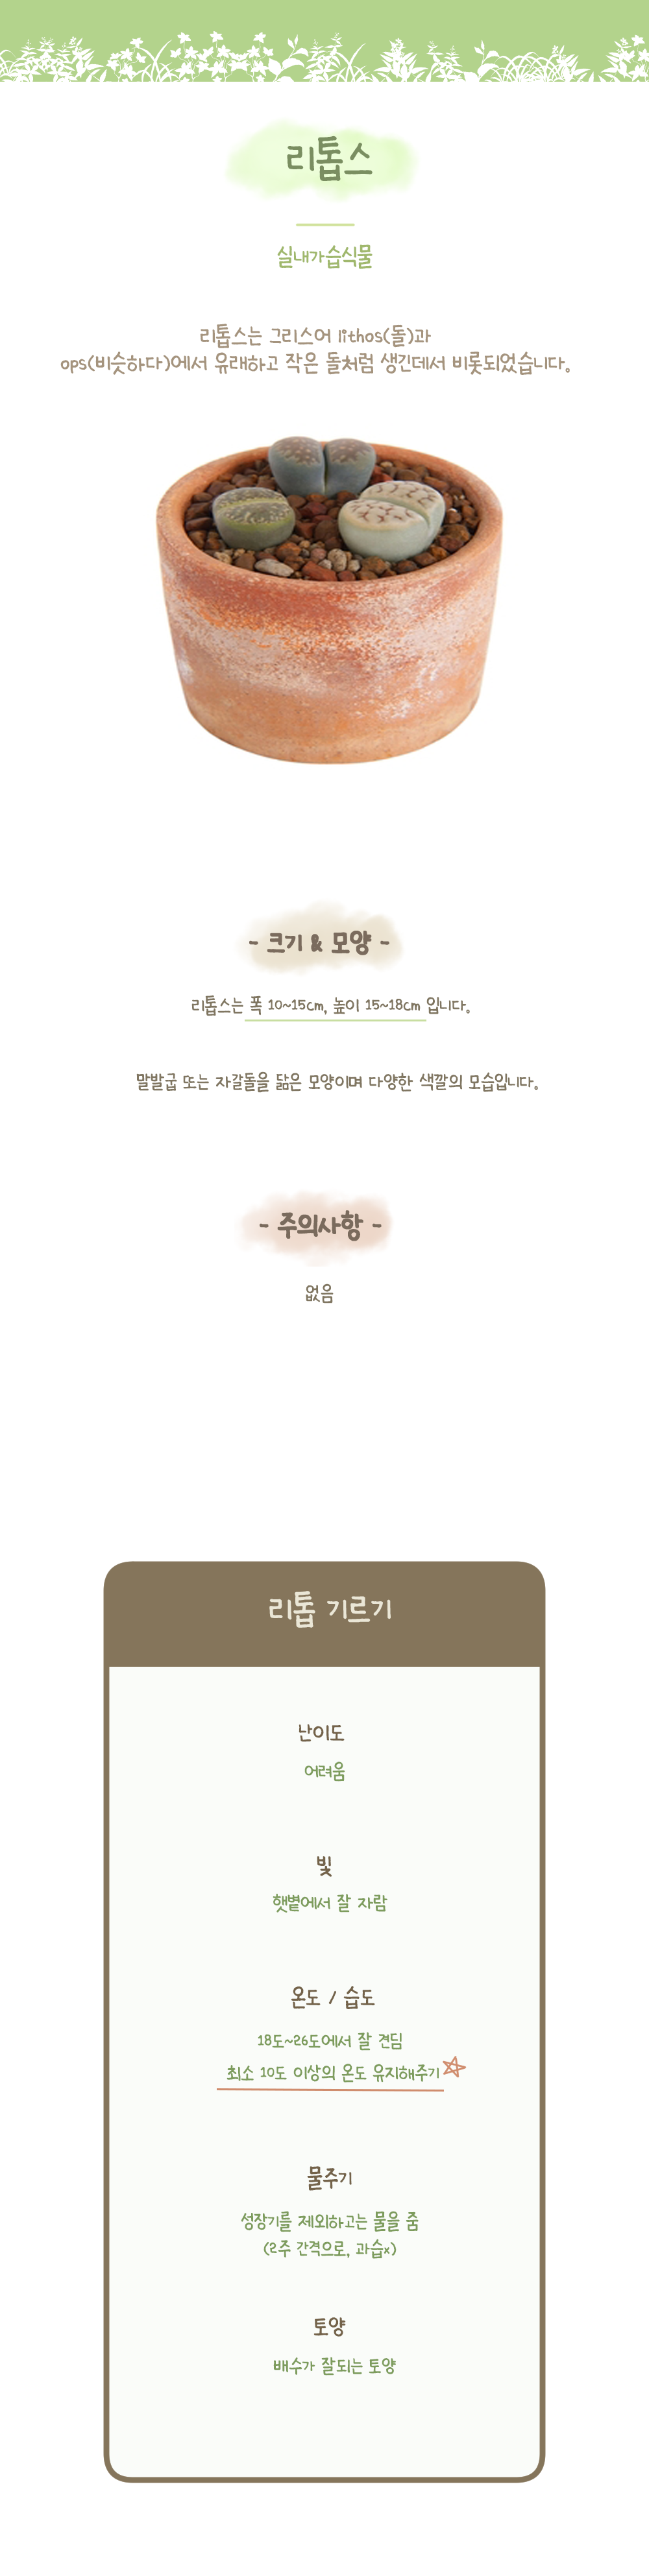 리톱스
실내가습식물
리톱스는 그리스어 lithos(돌)과
ops(비슷하다)에서 유래하고 작은 돌처럼 생긴데서 비롯되었습니다.
- 크기 & 모양 -
리톱스는 폭 10~15cm, 높이 15~18cm 입니다.
말발굽 또는 자갈돌을 닮은 모양이며 다양한 색깔의 모습입니다.
- 주의사항 -
없음
리톱 기르기
난이도
어려움
빛
햇볕에서 잘 자람
온도 / 습도
18도~26도에서 잘 견딤
최소 10도 이상의 온도 유지해주기
물주기
성장기를 제외하고는 물을 줌
(2주 간격으로, 과습x)
토양
배수가 잘되는 토양